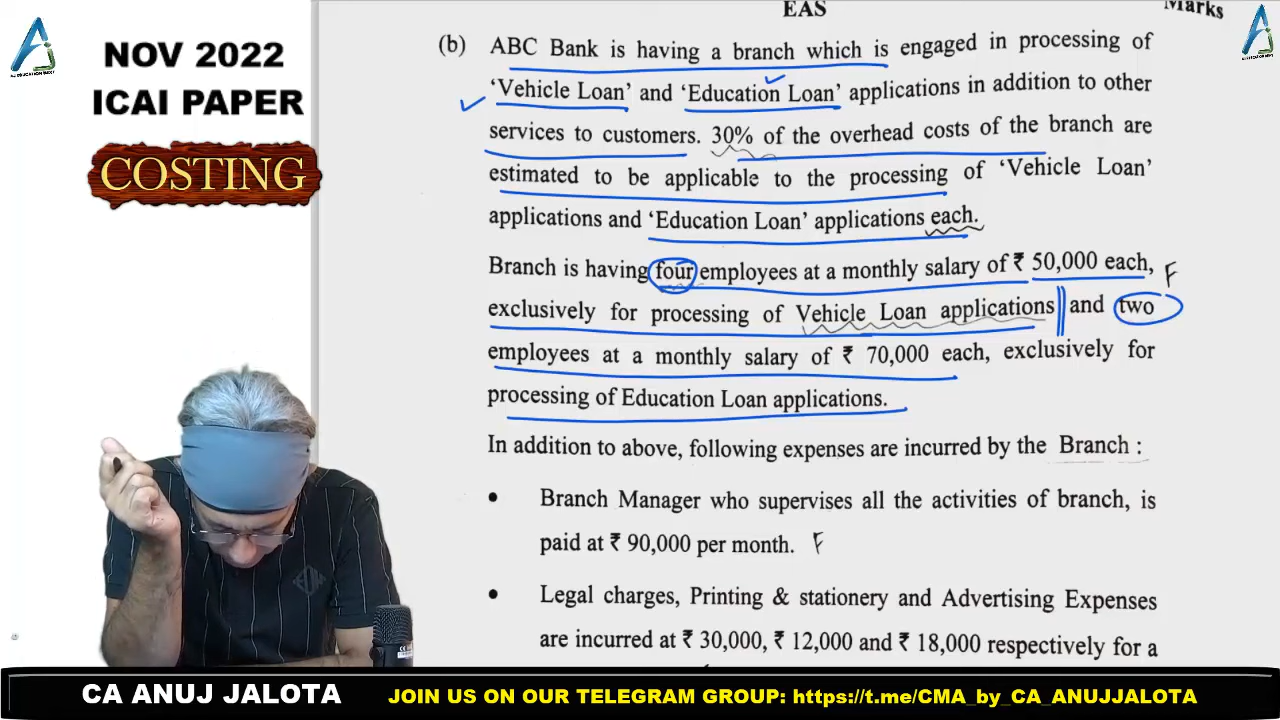 EAS
Marks
NOV 2022
ICAI PAPER
COSTING
(b) ABC Bank is having a branch which is engaged in processing of
‘Vehicle Loan’ and ‘Education Loan’ applications in addition to other
services to customers. 30% of the overhead costs of the branch are
estimated to be applicable to the processing of ‘Vehicle Loan’
applications and ‘Education Loan’ applications each.
Branch is having four employees at a monthly salary of ₹ 50,000 each, F
exclusively for processing of Vehicle Loan applications and two
employees at a monthly salary of ₹ 70,000 each, exclusively for
processing of Education Loan applications.
In addition to above, following expenses are incurred by the Branch :
• Branch Manager who supervises all the activities of branch, is
paid at ₹ 90,000 per month. F
• Legal charges, Printing & stationery and Advertising Expenses
are incurred at ₹ 30,000, ₹ 12,000 and ₹ 18,000 respectively for a
CA ANUJ JALOTA
JOIN US ON OUR TELEGRAM GROUP: https://t.me/CMA_by_CA_ANUJJALOTA